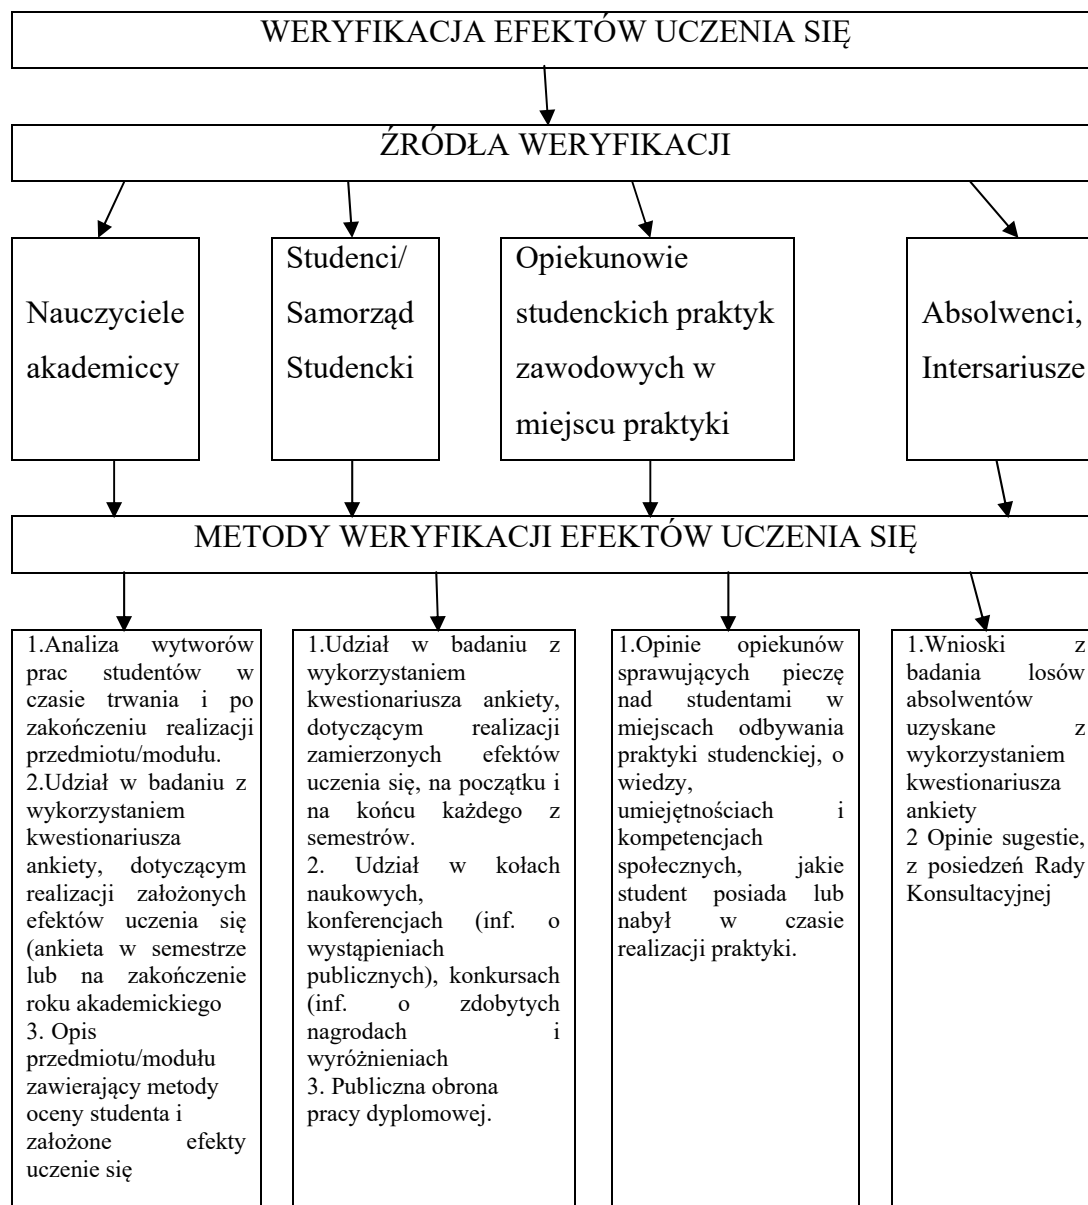 WERYFIKACJA EFEKTÓW UCZENIA SIĘ
ŹRÓDŁA WERYFIKACJI
Nauczyciele
akademiccy
Studenci/
Samorząd
Studencki
Opiekunowie
studenckich praktyk
zawodowych w
miejscu praktyki
Absolwenci,
Intersariusze
METODY WERYFIKACJI EFEKTÓW UCZENIA SIĘ
1.Analiza wytworów
prac studentów w
czasie trwania i po
zakończeniu realizacji
przedmiotu/modułu.
2.Udział w badaniu z
wykorzystaniem
kwestionariusza
ankiety, dotyczącym
realizacji założonych
efektów uczenia się
(ankieta w semestrze
lub na zakończenie
roku akademickiego
3. Opis
przedmiotu/modułu
zawierający metody
oceny studenta i
założone efekty
uczenie się
1.Udział w badaniu z
wykorzystaniem
kwestionariusza ankiety,
dotyczącym realizacji
zamierzonych efektów
uczenia się, na początku i
na końcu każdego z
semestrów.
2. Udział w kołach
naukowych,
konferencjach (inf. o
wystąpieniach
publicznych), konkursach
(inf. o zdobytych
nagrodach i
wyróżnieniach
3. Publiczna obrona
pracy dyplomowej.
1.Opinie opiekunów
sprawujących pieczę
nad studentami w
miejscach odbywania
praktyki studenckiej, o
wiedzy,
umiejętnościach i
kompetencjach
społecznych, jakie
student posiada lub
nabył w czasie
realizacji praktyki.
1.Wnioski z
badania losów
absolwentów
uzyskane z
wykorzystaniem
kwestionariusza
ankiety
2 Opinie sugestie,
z posiedzeń Rady
Konsultacyjnej